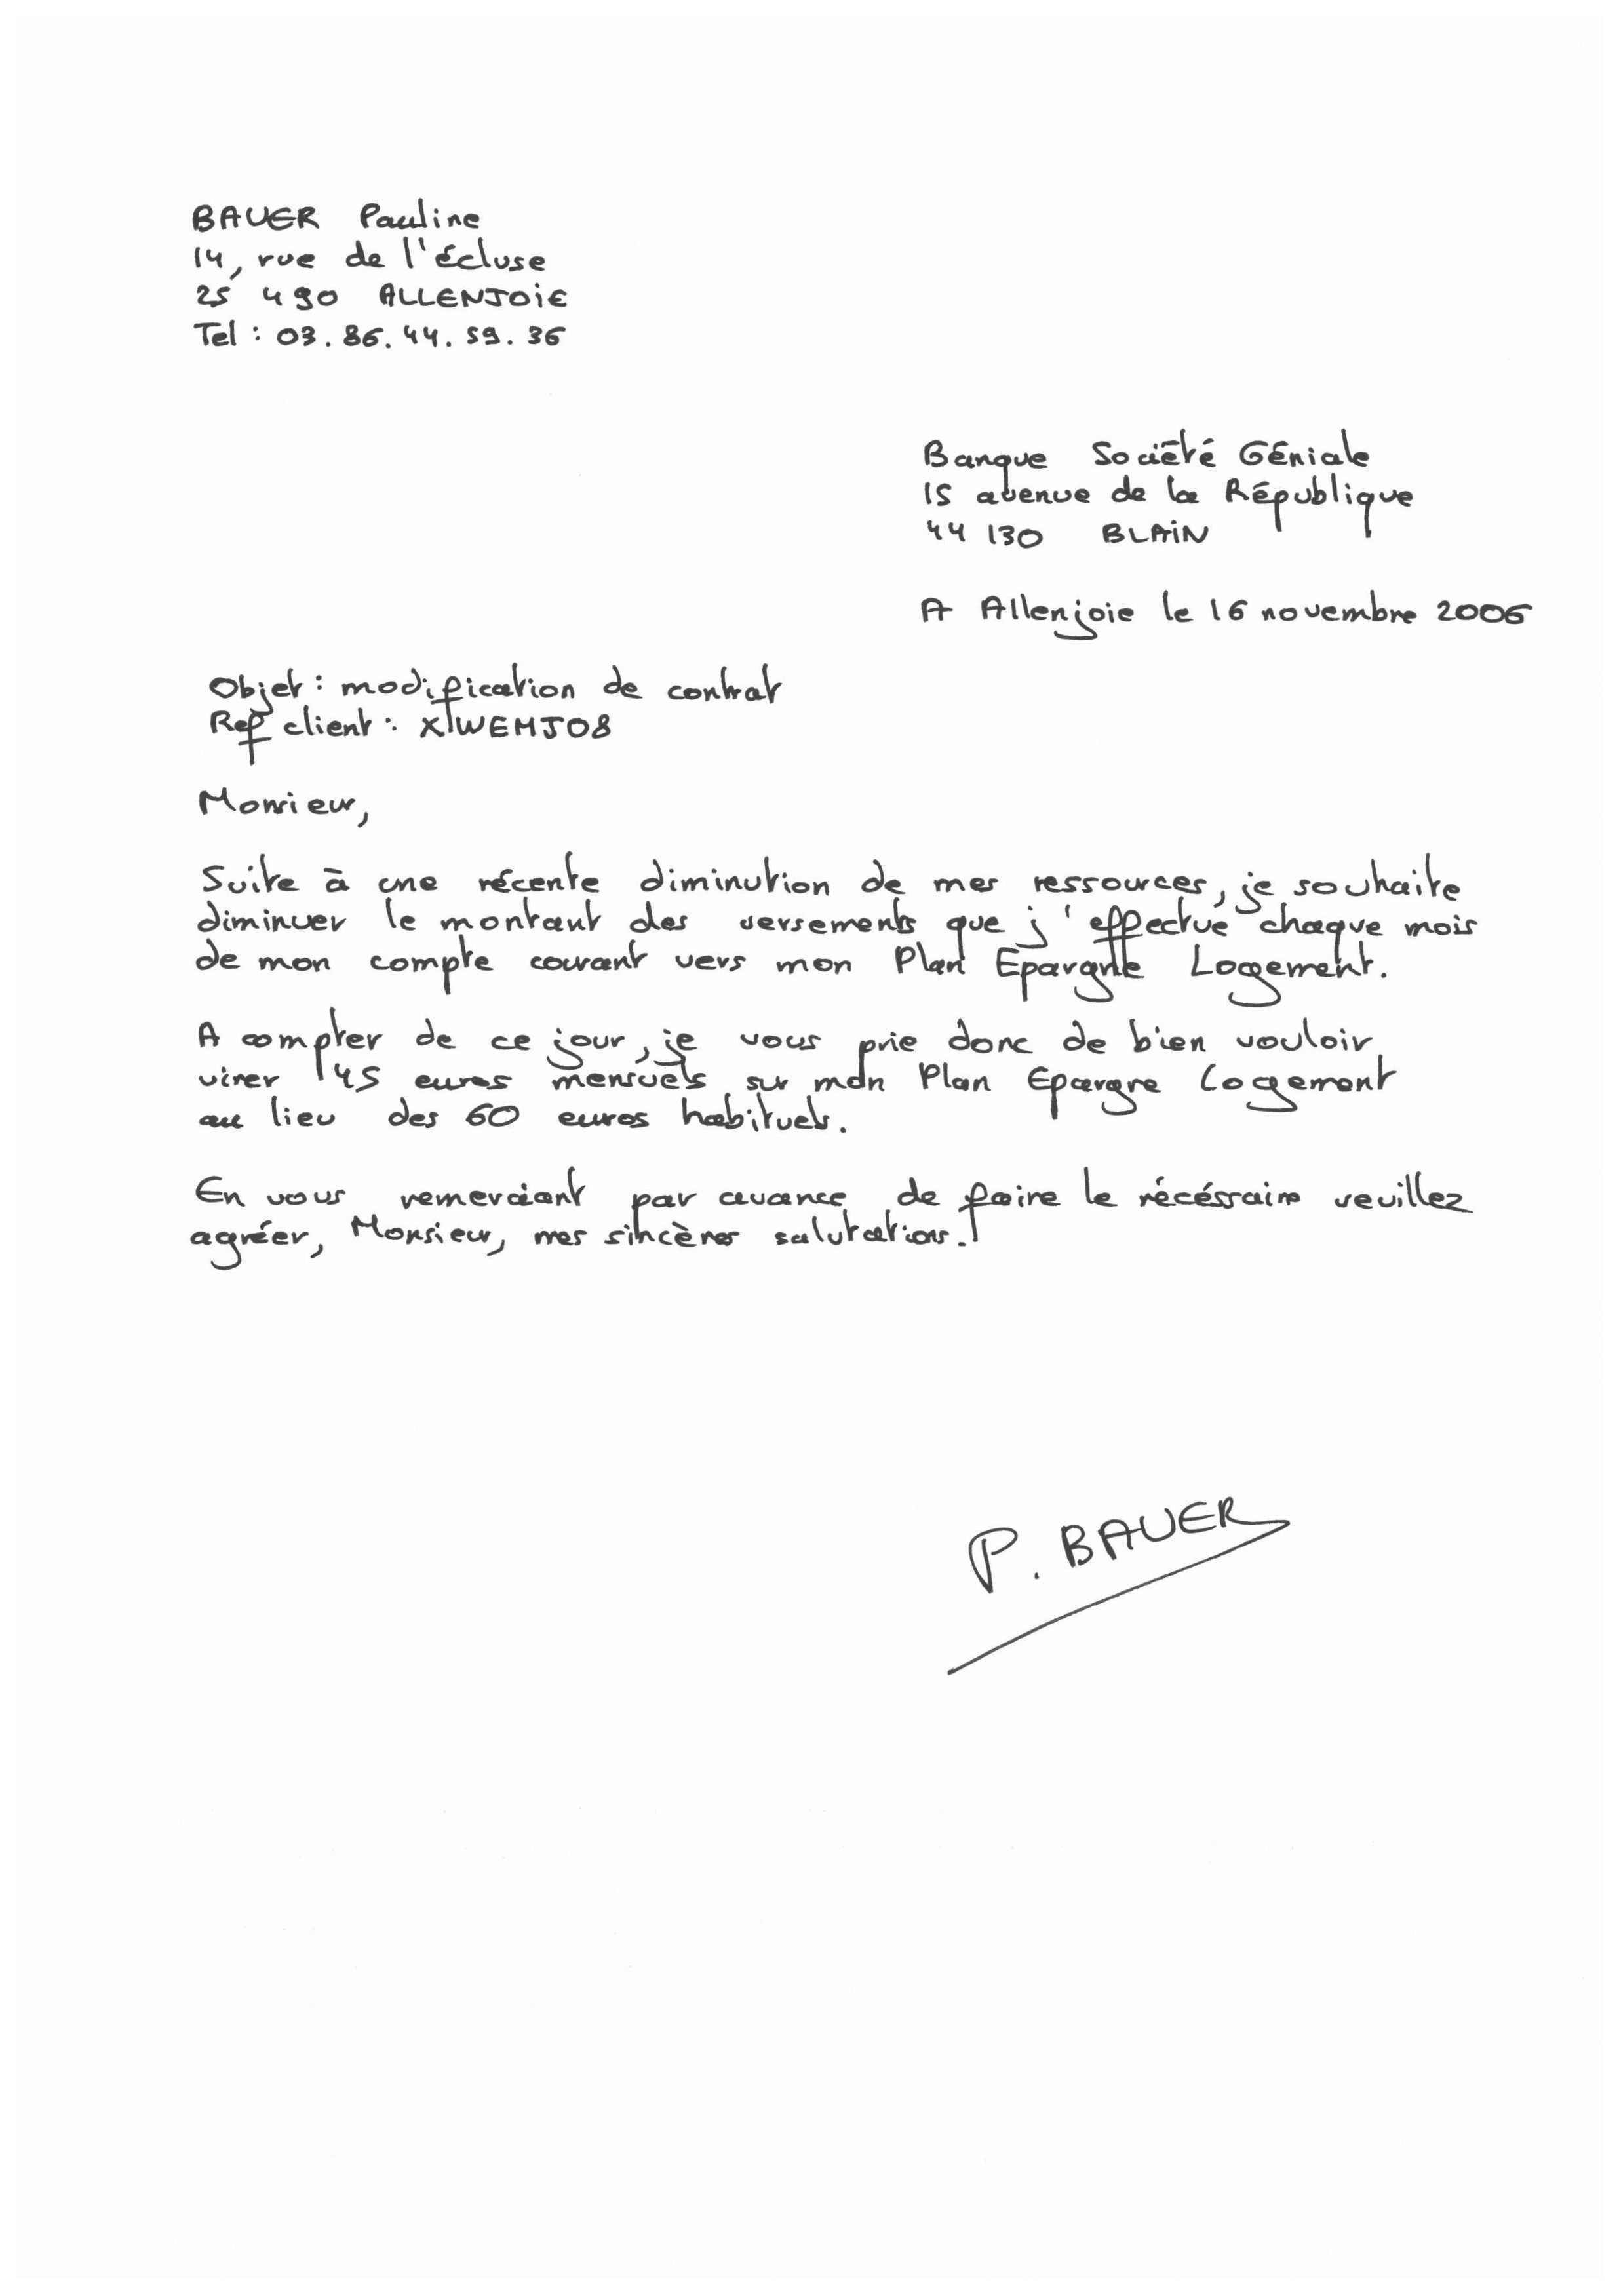 BAUER Pauline
14, rue de l'écluse
25 490 ALLENJOIE
Tel : 03.86.44.59.36
Banque Société Géniale
15 avenue de la République
44 130 BLAIN
A Allenjoie le 16 novembre 2006
Objet : modification de contrat
Ref client : XIWEMJ08
Monsieur,
Suite à une récente diminution de mes ressources, je souhaite
diminuer le montant des versements que j'effectue chaque mois
de mon compte courant vers mon Plan Epargne Logement.
A compter de ce jour, je vous prie donc de bien vouloir
virer 45 euros mensuels sur mon Plan Epargne Logement
au lieu des 60 euros habituels.
En vous remerciant par avance de faire le nécéssaire veuillez
agréer, Monsieur, mes sincères salutations.
P. BAUER